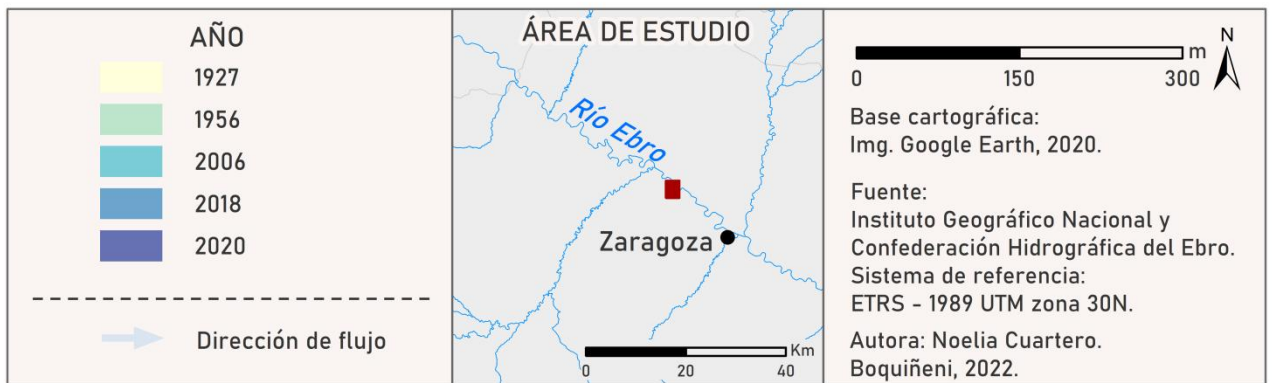 AÑO
1927
1956
2006
2018
2020
Dirección de flujo
ÁREA DE ESTUDIO
Río Ebro
Zaragoza
Km
0 20 40
N
m
0 150 300
Base cartográfica:
Img. Google Earth, 2020.
Fuente:
Instituto Geográfico Nacional y
Confederación Hidrográfica del Ebro.
Sistema de referencia:
ETRS - 1989 UTM zona 30N.
Autora: Noelia Cuartero.
Boquiñeni, 2022.